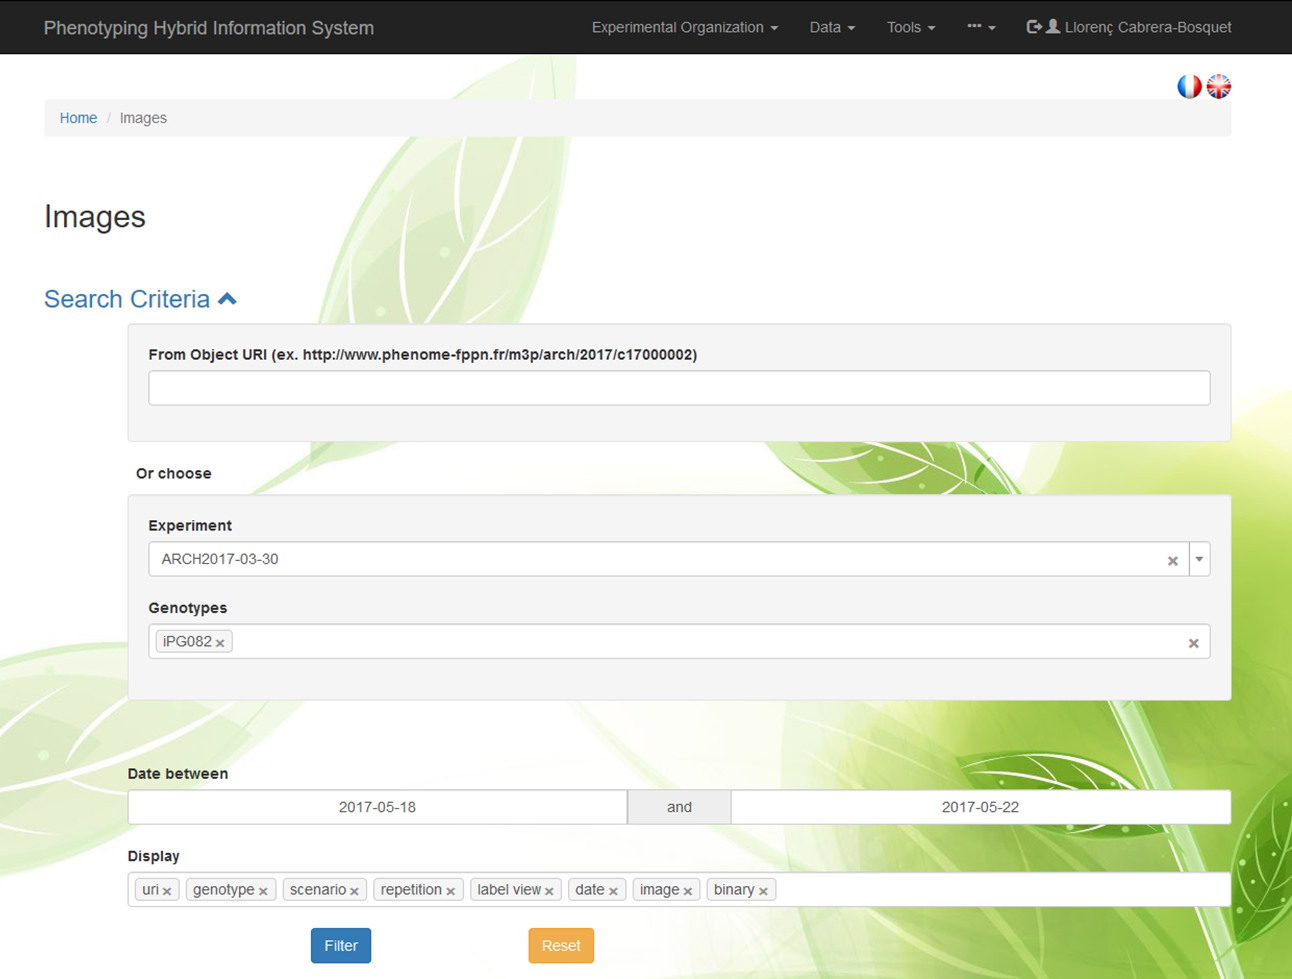 Phenotyping Hybrid Information System Experimental Organization Data Tools ••• Llorenç Cabrera-Bosquet
Home / Images
Images
Search Criteria
From Object URI (ex. http://www.phenome-fppn.fr/m3p/arch/2017/c17000002)
Or choose
Experiment
ARCH2017-03-30 ×
Genotypes
iPG082 × ×
Date between
2017-05-18 and 2017-05-22
Display
uri × genotype × scenario × repetition × label view × date × image × binary ×
Filter Reset